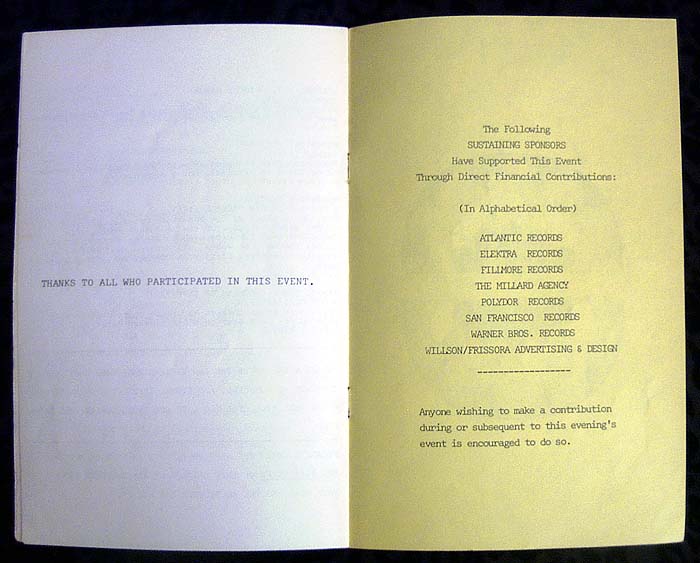 THANKS TO ALL WHO PARTICIPATED IN THIS EVENT.
The Following
SUSTAINING SPONSORS
Have Supported This Event
Through Direct Financial Contributions:
(In Alphabetical Order)
ATLANTIC RECORDS
ELEKTRA RECORDS
FILLMORE RECORDS
THE MILLARD AGENCY
POLYDOR RECORDS
SAN FRANCISCO RECORDS
WARNER BROS. RECORDS
WILLSON/FRISSORA ADVERTISING & DESIGN
------------------
Anyone wishing to make a contribution
during or subsequent to this evening's
event is encouraged to do so.